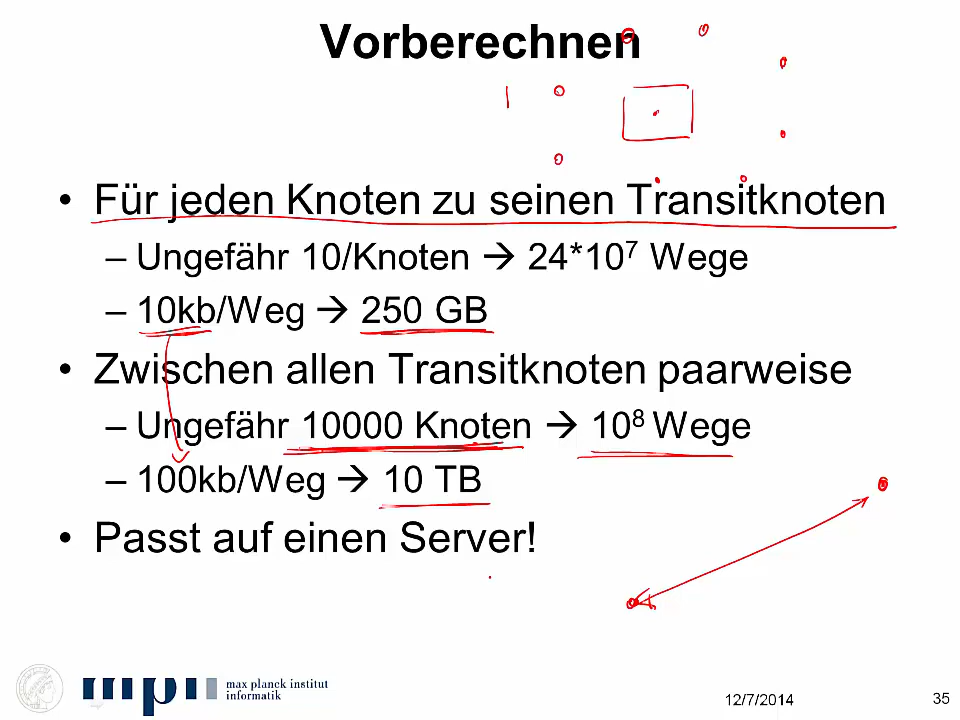 Vorberechnen
• Für jeden Knoten zu seinen Transitknoten
– Ungefähr 10/Knoten → 24*10⁷ Wege
– 10kb/Weg → 250 GB
• Zwischen allen Transitknoten paarweise
– Ungefähr 10000 Knoten → 10⁸ Wege
– 100kb/Weg → 10 TB
• Passt auf einen Server!
max planck institut
informatik
12/7/2014
35